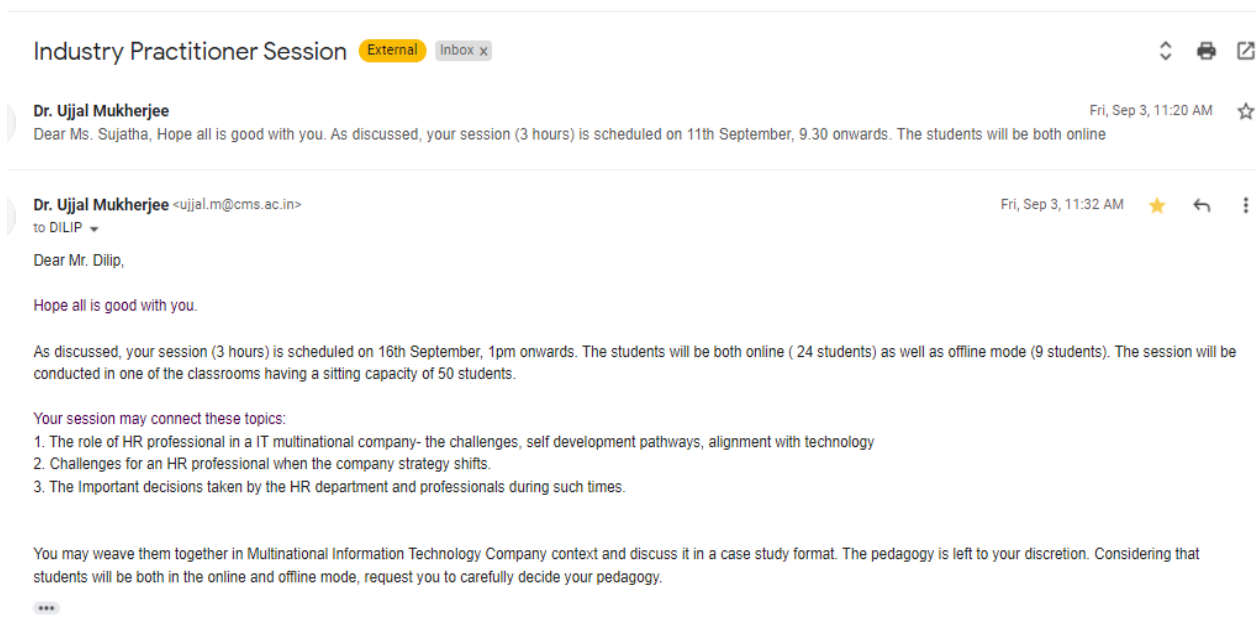 Industry Practitioner Session External Inbox x
Dr. Ujjal Mukherjee Fri, Sep 3, 11:20 AM
Dear Ms. Sujatha, Hope all is good with you. As discussed, your session (3 hours) is scheduled on 11th September, 9.30 onwards. The students will be both online
Dr. Ujjal Mukherjee <ujjal.m@cms.ac.in> Fri, Sep 3, 11:32 AM
to DILIP
Dear Mr. Dilip,
Hope all is good with you.
As discussed, your session (3 hours) is scheduled on 16th September, 1pm onwards. The students will be both online ( 24 students) as well as offline mode (9 students). The session will be
conducted in one of the classrooms having a sitting capacity of 50 students.
Your session may connect these topics:
1. The role of HR professional in a IT multinational company- the challenges, self development pathways, alignment with technology
2. Challenges for an HR professional when the company strategy shifts.
3. The Important decisions taken by the HR department and professionals during such times.
You may weave them together in Multinational Information Technology Company context and discuss it in a case study format. The pedagogy is left to your discretion. Considering that
students will be both in the online and offline mode, request you to carefully decide your pedagogy.